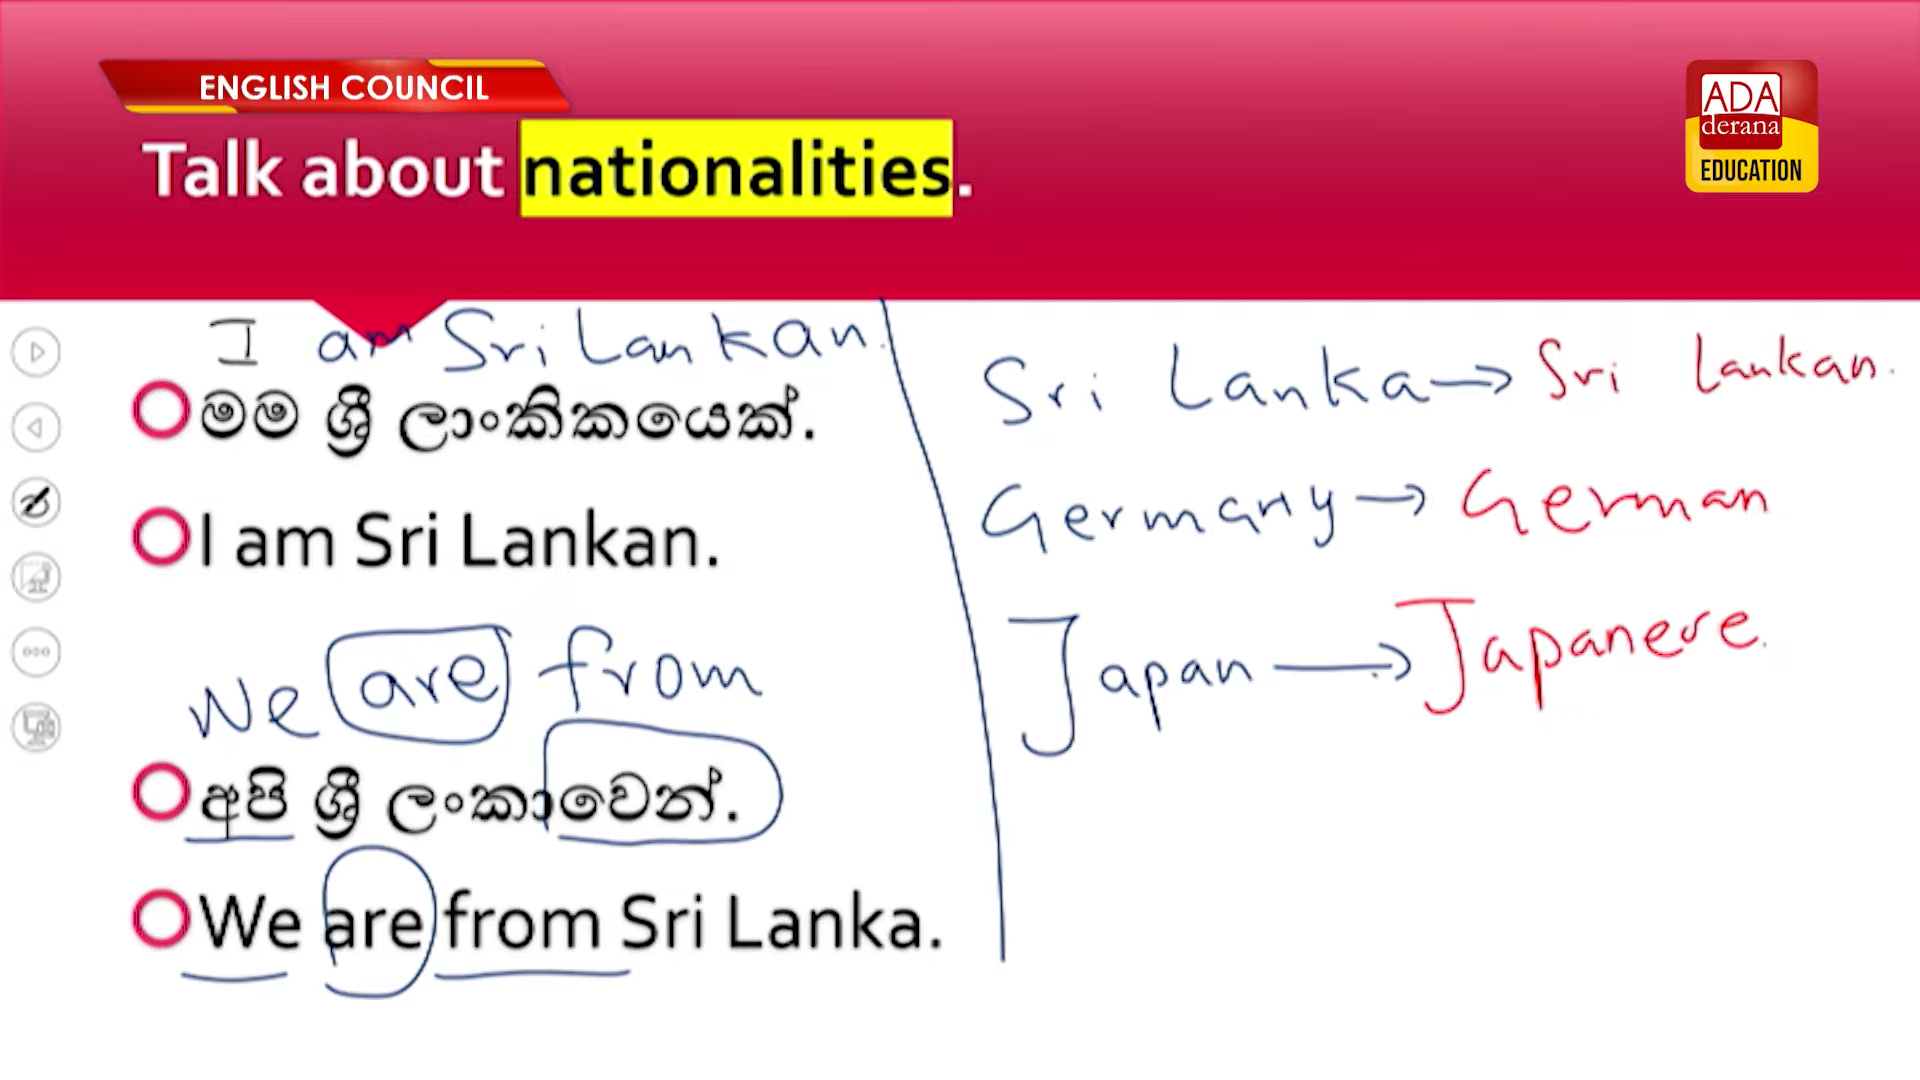 ENGLISH COUNCIL
Talk about nationalities.
ADA
derana
EDUCATION
I am Sri Lankan.
මම ශ්‍රී ලාංකිකයෙක්.
I am Sri Lankan.
We are from
අපි ශ්‍රී ලංකාවෙන්.
We are from Sri Lanka.
Sri Lanka → Sri Lankan.
Germany → German
Japan → Japanese.